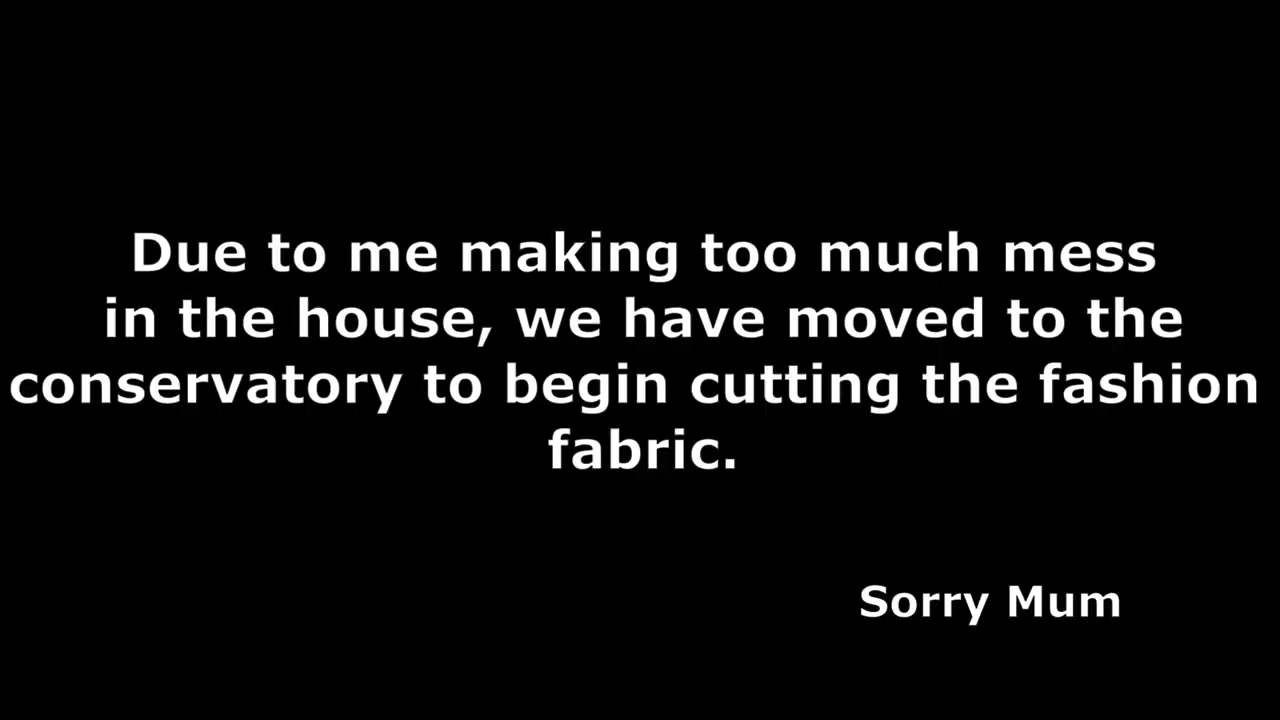 Due to me making too much mess
in the house, we have moved to the
conservatory to begin cutting the fashion
fabric.
Sorry Mum